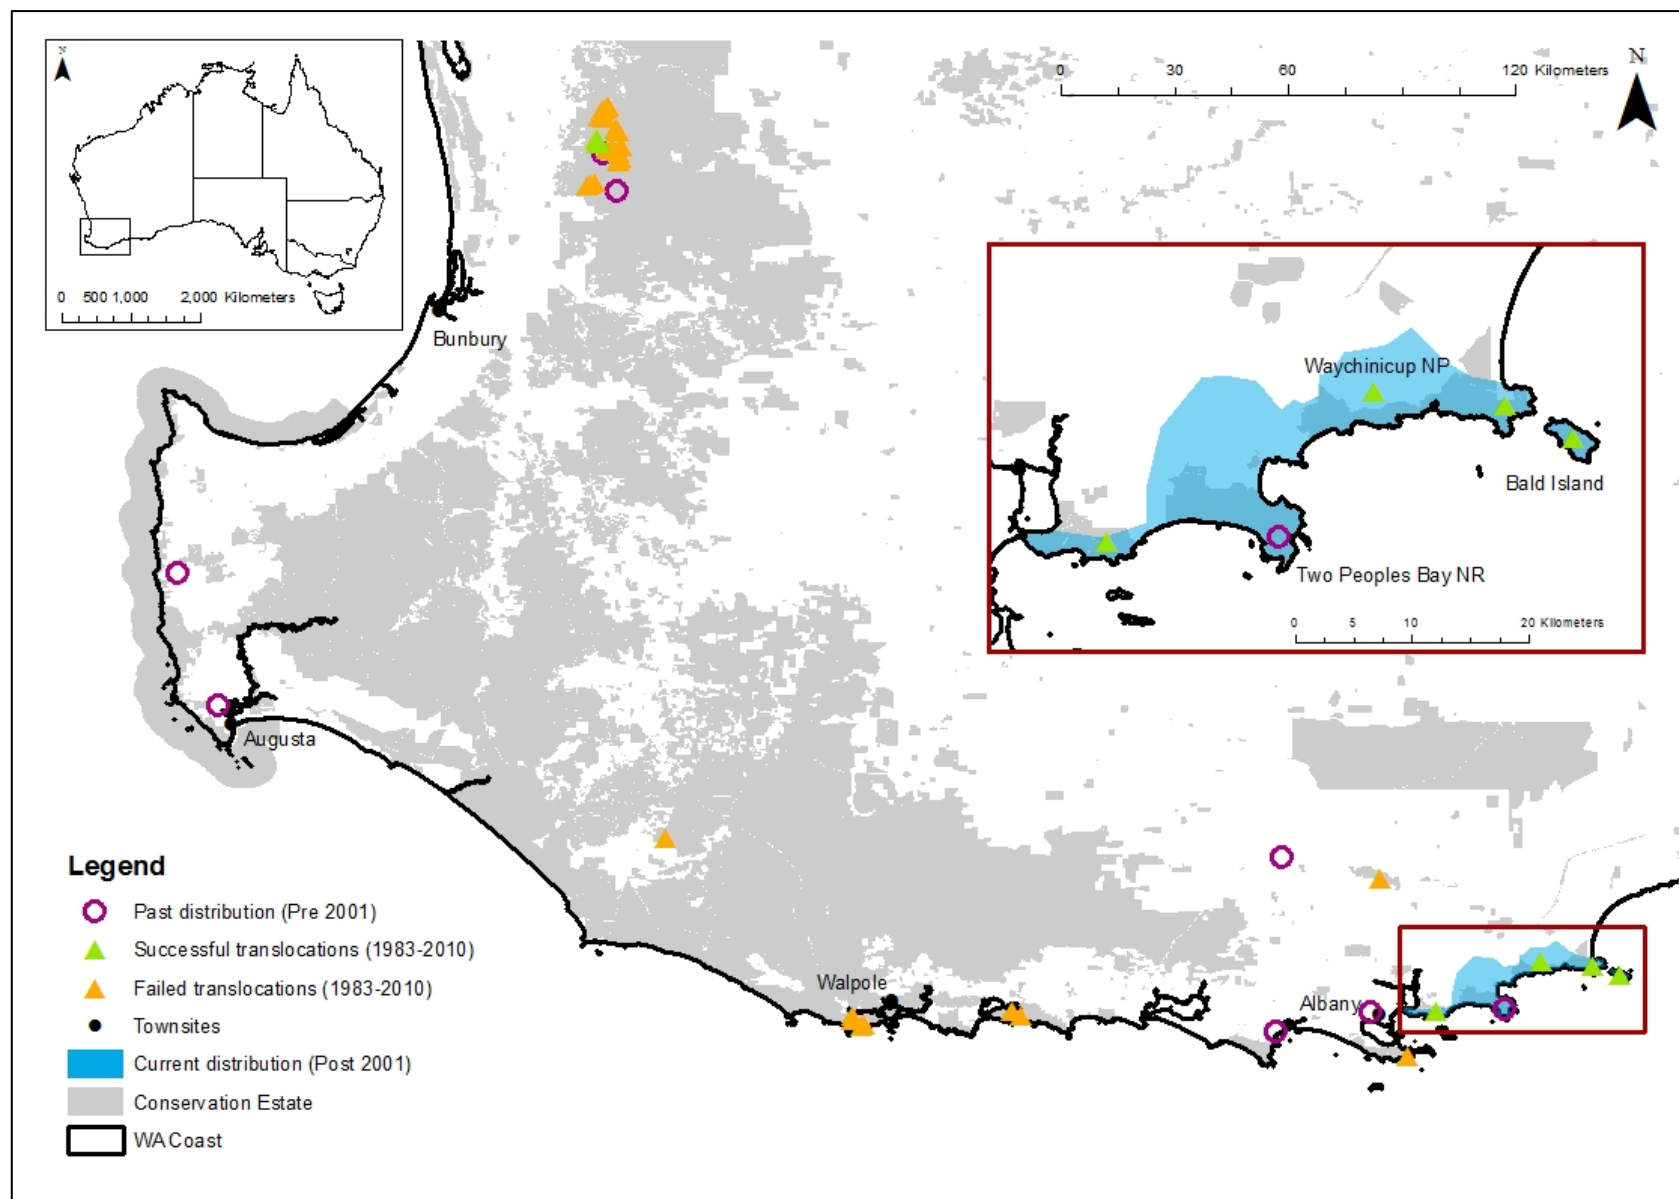 N
0 500 1,000 2,000 Kilometers
N
0 30 60 120 Kilometers
Bunbury
Waychinicup NP
Bald Island
Two Peoples Bay NR
0 5 10 20 Kilometers
Augusta
Walpole
Albany
Legend
Past distribution (Pre 2001)
Successful translocations (1983-2010)
Failed translocations (1983-2010)
Townsites
Current distribution (Post 2001)
Conservation Estate
WA Coast